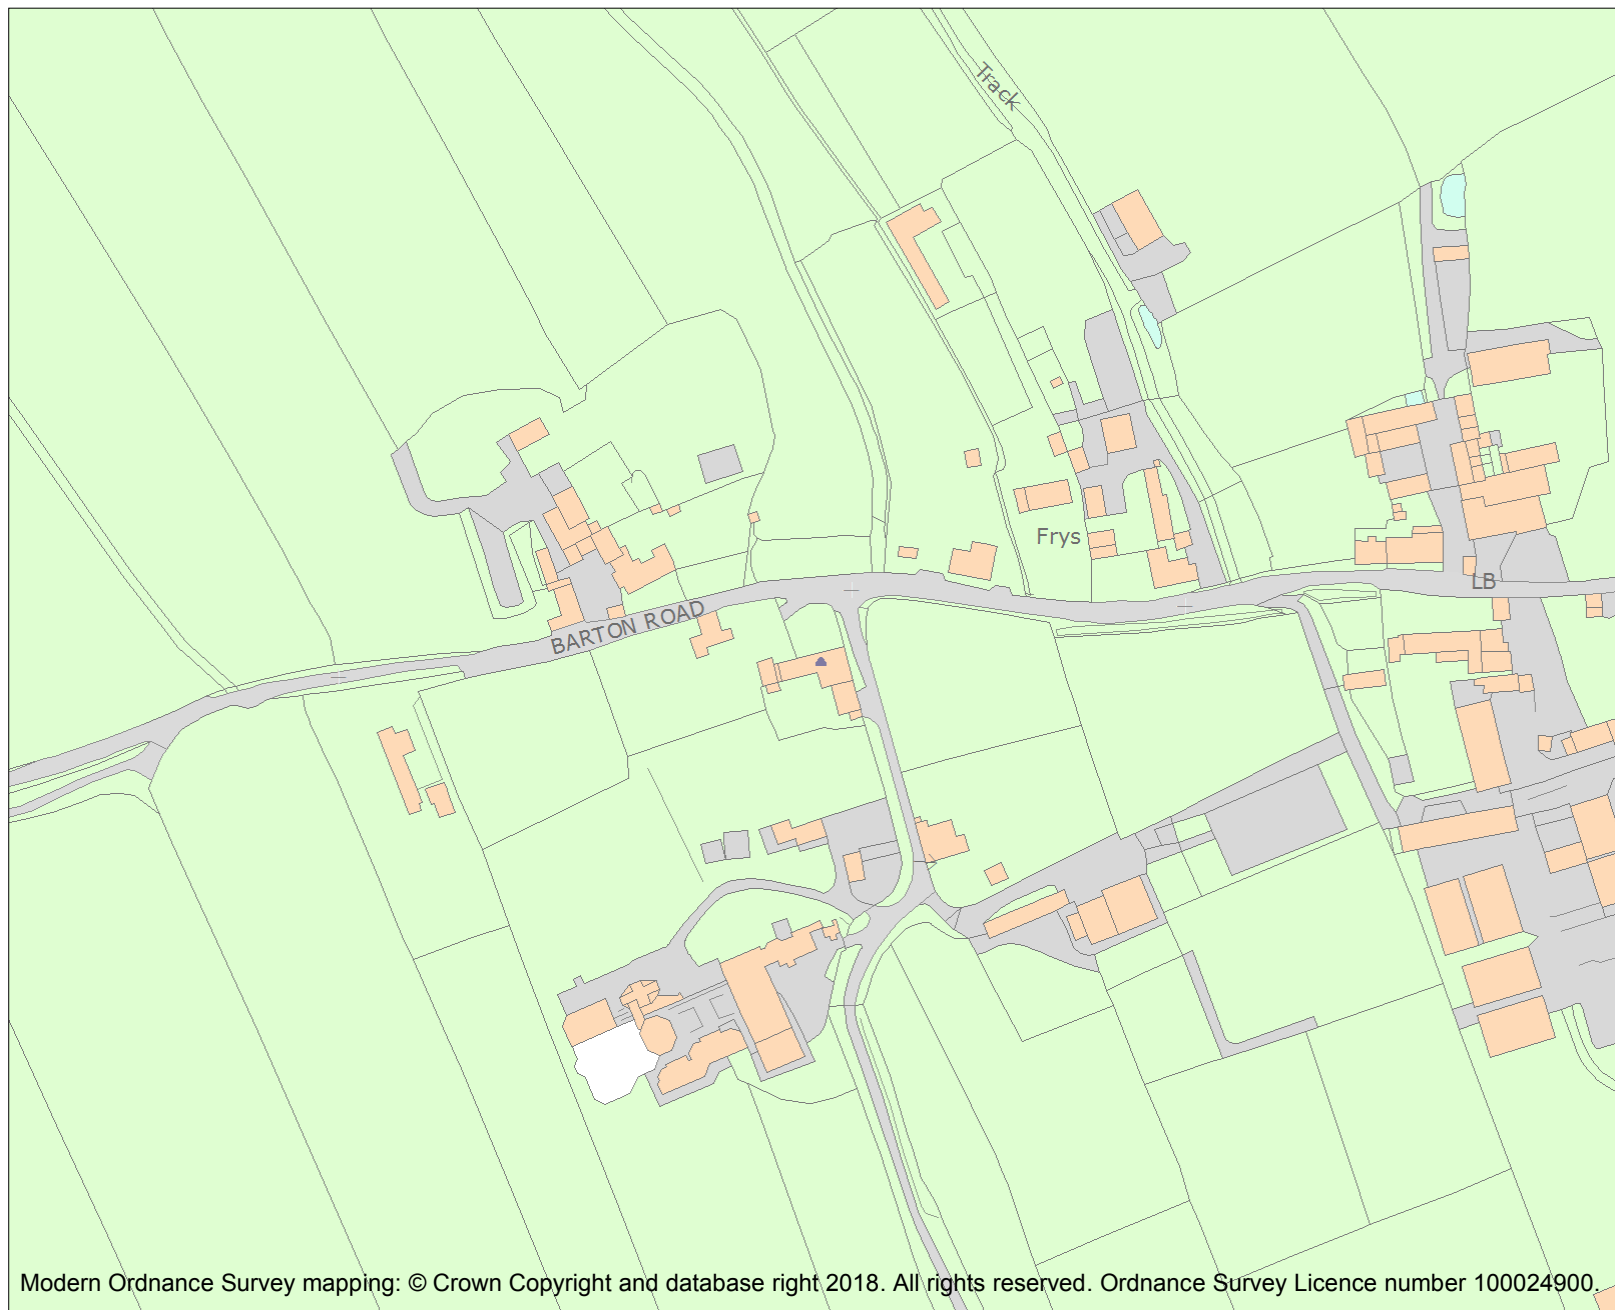 Track
Frys
LB
BARTON ROAD
Modern Ordnance Survey mapping: © Crown Copyright and database right 2018. All rights reserved. Ordnance Survey Licence number 100024900.